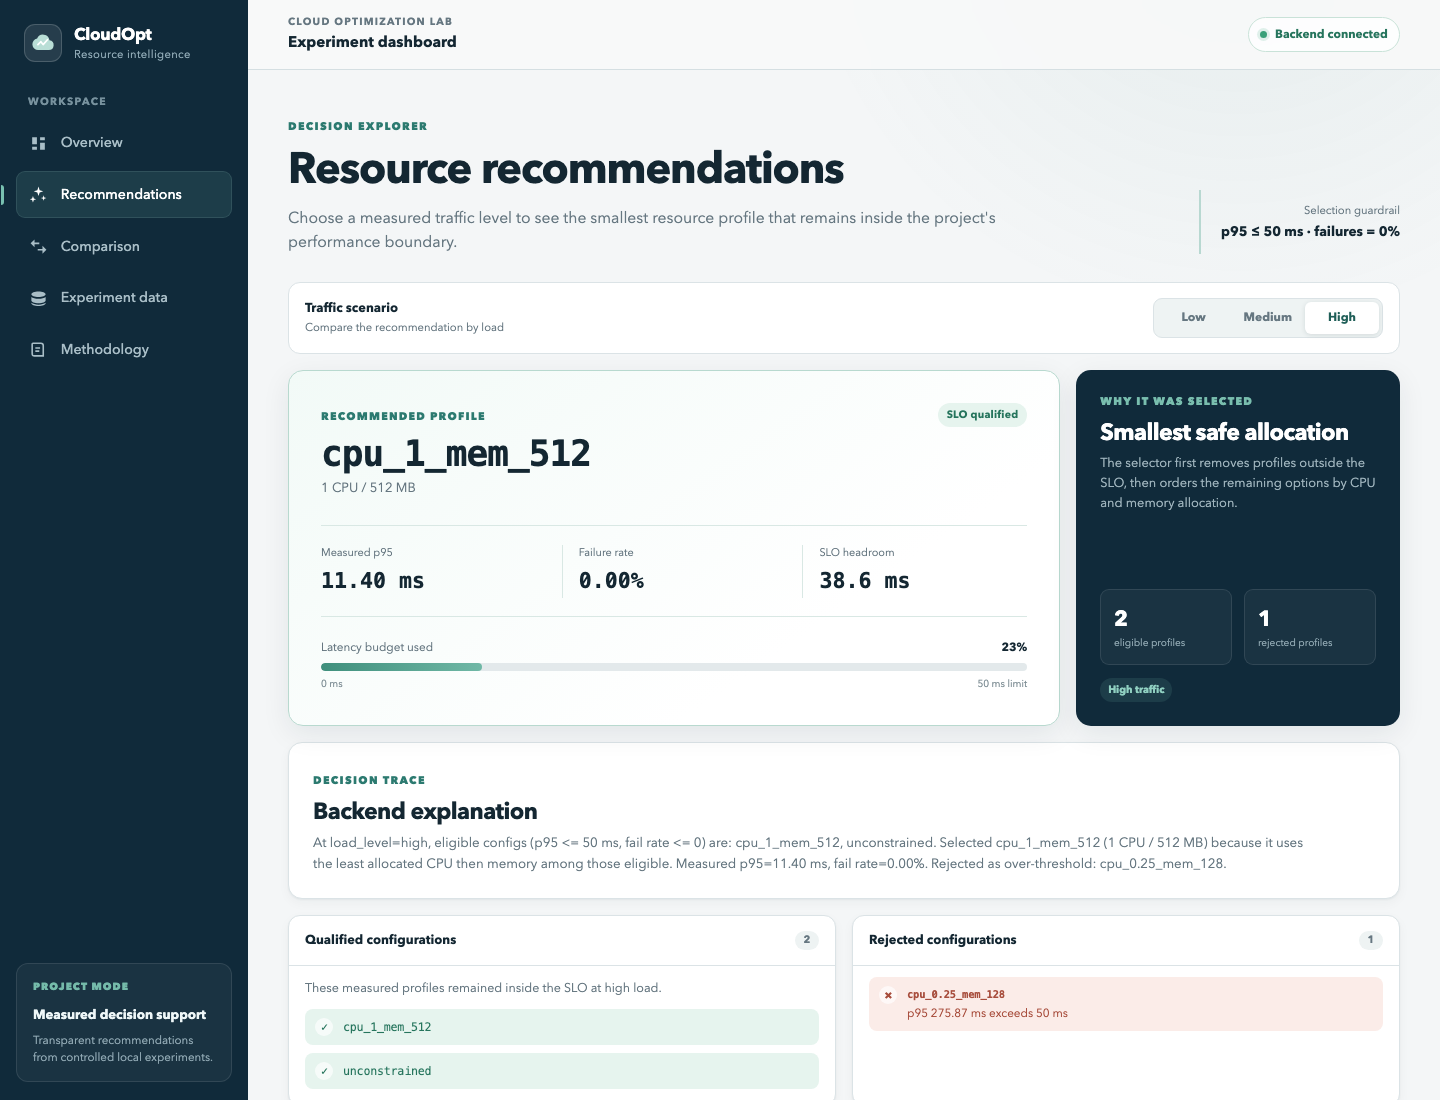 CloudOpt
Resource intelligence
WORKSPACE
Overview
Recommendations
Comparison
Experiment data
Methodology
PROJECT MODE
Measured decision support
Transparent recommendations
from controlled local experiments.
CLOUD OPTIMIZATION LAB
Experiment dashboard
Backend connected
DECISION EXPLORER
Resource recommendations
Choose a measured traffic level to see the smallest resource profile that remains inside the project's
performance boundary.
Selection guardrail
p95 ≤ 50 ms · failures = 0%
Traffic scenario
Compare the recommendation by load
Low Medium High
RECOMMENDED PROFILE
SLO qualified
cpu_1_mem_512
1 CPU / 512 MB
Measured p95
11.40 ms
Failure rate
0.00%
SLO headroom
38.6 ms
Latency budget used
23%
0 ms
50 ms limit
WHY IT WAS SELECTED
Smallest safe allocation
The selector first removes profiles outside the
SLO, then orders the remaining options by CPU
and memory allocation.
2
eligible profiles
1
rejected profiles
High traffic
DECISION TRACE
Backend explanation
At load_level=high, eligible configs (p95 <= 50 ms, fail rate <= 0) are: cpu_1_mem_512, unconstrained. Selected cpu_1_mem_512 (1 CPU / 512 MB) because it uses
the least allocated CPU then memory among those eligible. Measured p95=11.40 ms, fail rate=0.00%. Rejected as over-threshold: cpu_0.25_mem_128.
Qualified configurations
2
These measured profiles remained inside the SLO at high load.
✓ cpu_1_mem_512
✓ unconstrained
Rejected configurations
1
✖ cpu_0.25_mem_128
p95 275.87 ms exceeds 50 ms